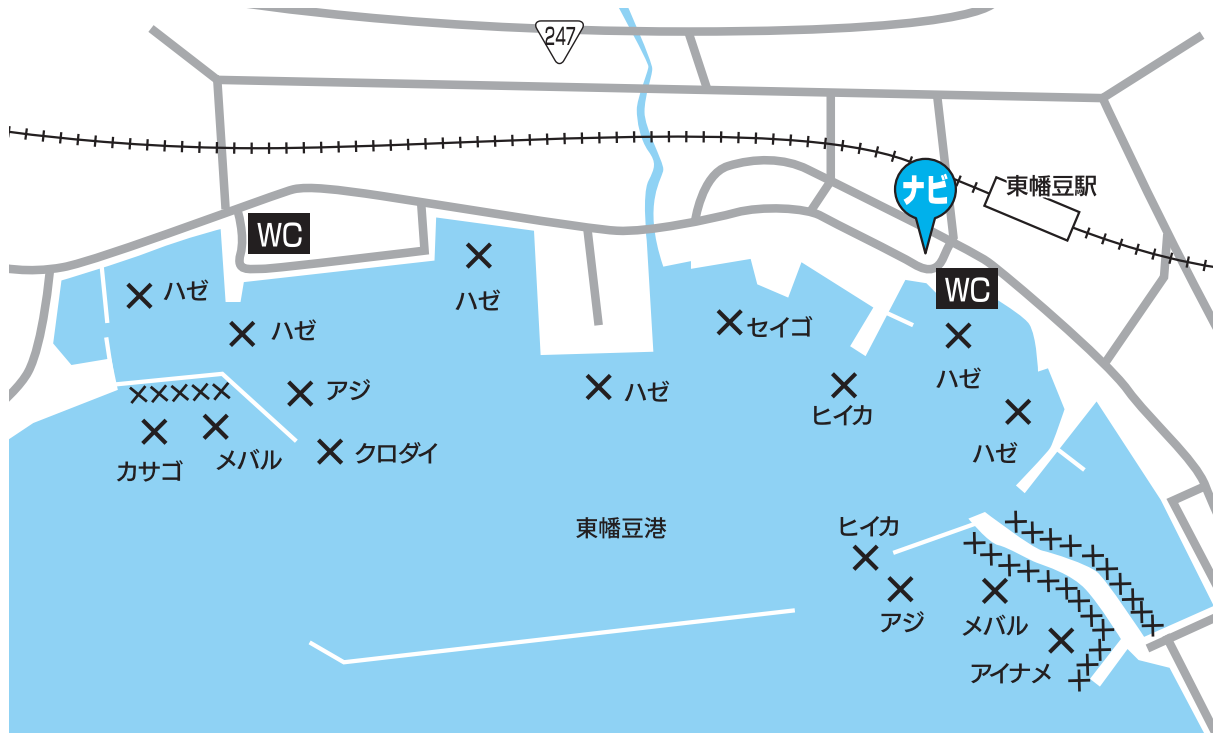 247
東幡豆駅
ナビ
WC
WC
ハゼ
ハゼ
ハゼ
セイゴ
ハゼ
アジ
ハゼ
ヒイカ
クロダイ
メバル
カサゴ
ハゼ
東幡豆港
ヒイカ
アジ
メバル
アイナメ